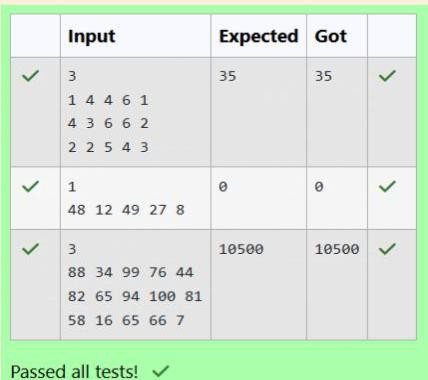 Input Expected Got
3 35 35
1 4 4 6 1
4 3 6 6 2
2 2 5 4 3
1 0 0
48 12 49 27 8
3 10500 10500
88 34 99 76 44
82 65 94 100 81
58 16 65 66 7
Passed all tests!